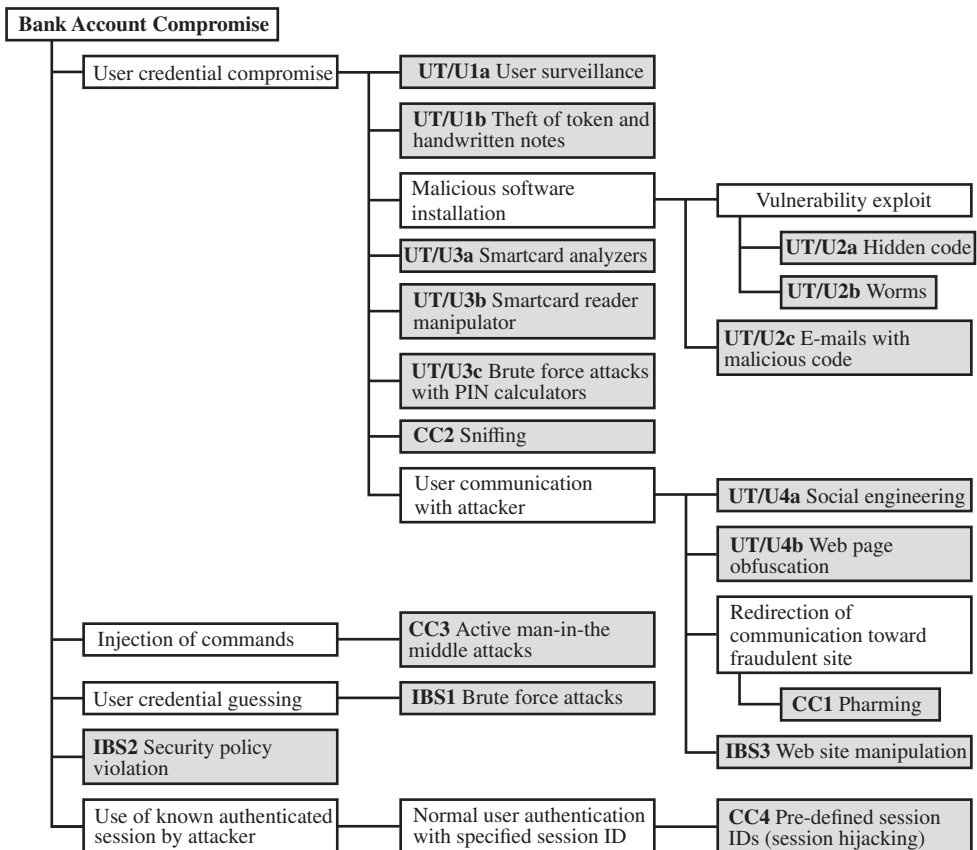 Bank Account Compromise
User credential compromise
UT/U1a User surveillance
UT/U1b Theft of token and
handwritten notes
Malicious software
installation
Vulnerability exploit
UT/U2a Hidden code
UT/U2b Worms
UT/U2c E-mails with
malicious code
UT/U3a Smartcard analyzers
UT/U3b Smartcard reader
manipulator
UT/U3c Brute force attacks
with PIN calculators
CC2 Sniffing
User communication
with attacker
UT/U4a Social engineering
UT/U4b Web page
obfuscation
Redirection of
communication toward
fraudulent site
CC1 Pharming
IBS3 Web site manipulation
Injection of commands
CC3 Active man-in-the
middle attacks
User credential guessing
IBS1 Brute force attacks
IBS2 Security policy
violation
Use of known authenticated
session by attacker
Normal user authentication
with specified session ID
CC4 Pre-defined session
IDs (session hijacking)